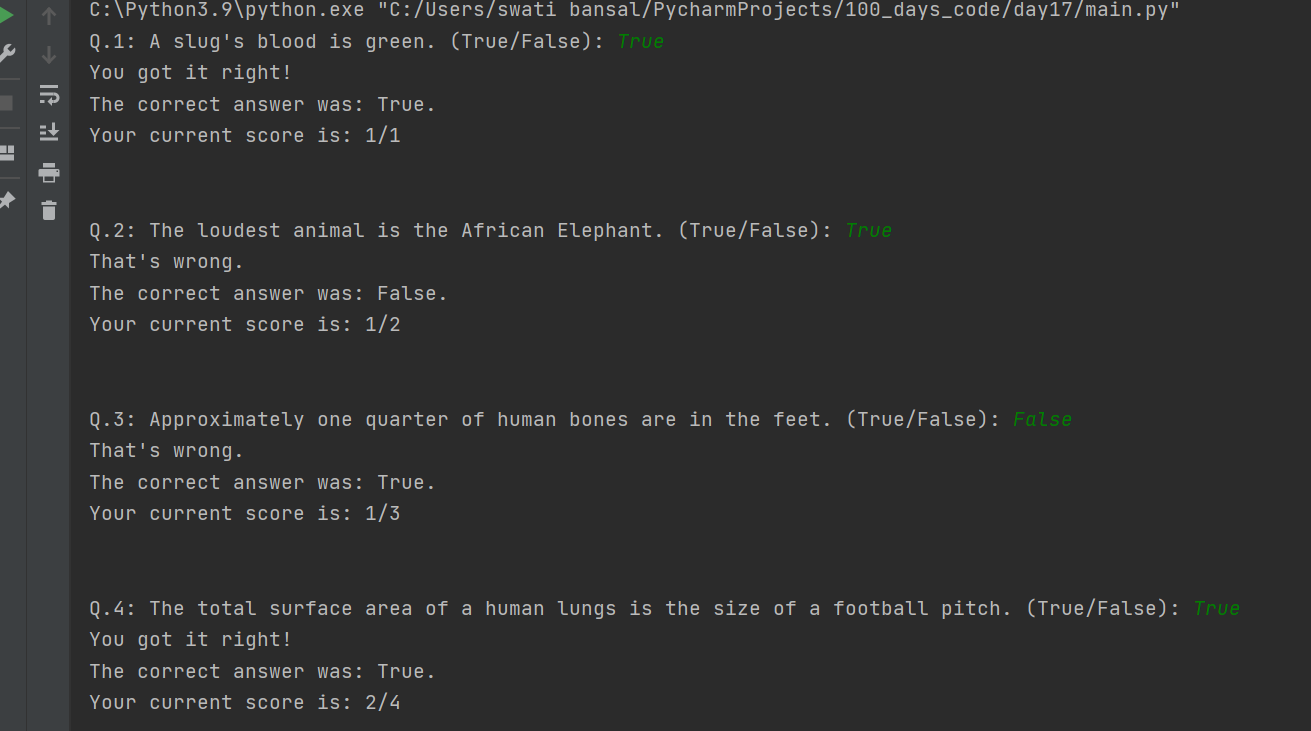 C:\Python3.9\python.exe "C:/Users/swati bansal/PycharmProjects/100_days_code/day17/main.py"
Q.1: A slug's blood is green. (True/False): True
You got it right!
The correct answer was: True.
Your current score is: 1/1
Q.2: The loudest animal is the African Elephant. (True/False): True
That's wrong.
The correct answer was: False.
Your current score is: 1/2
Q.3: Approximately one quarter of human bones are in the feet. (True/False): False
That's wrong.
The correct answer was: True.
Your current score is: 1/3
Q.4: The total surface area of a human lungs is the size of a football pitch. (True/False): True
You got it right!
The correct answer was: True.
Your current score is: 2/4